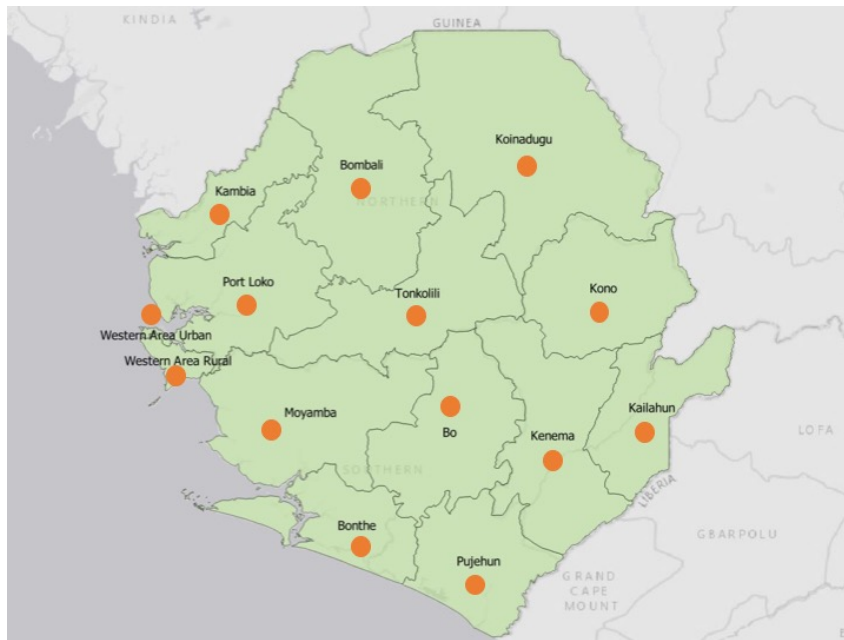 KINDIA
GUINEA
Koinadugu
Bombali
Kambia
NORTHERN
Port Loko
Tonkolili
Kono
Western Area Urban
Western Area Rural
Moyamba
Bo
Kenema
Kailahun
LOFA
SOUTHERN
LIBERIA
Bonthe
Pujehun
GBARPOLU
GRAND
CAPE
MOUNT